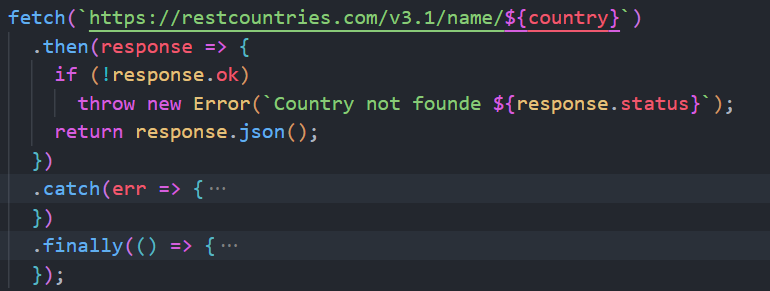 fetch(`https://restcountries.com/v3.1/name/${country}`)
.then(response => {
if (!response.ok)
throw new Error(`Country not founde ${response.status}`);
return response.json();
})
.catch(err => {···
})
.finally(() => {···
});